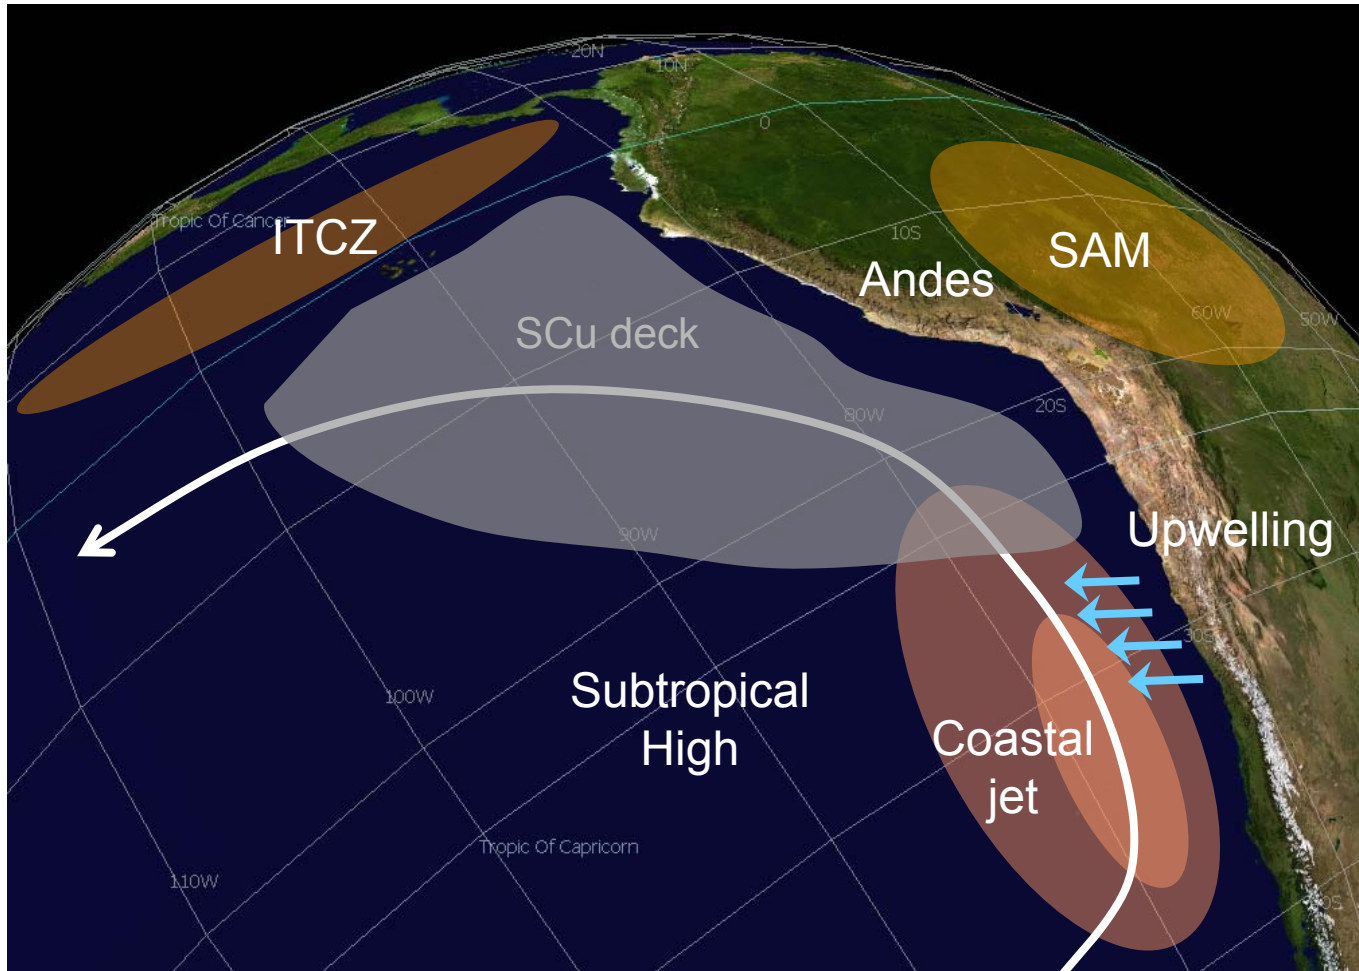 20N
10N
0
Tropic Of Cancer
ITCZ
10S
SAM
Andes
60W
50W
SCu deck
20S
80W
Upwelling
90W
30S
Subtropical
High
100W
Coastal
jet
Tropic Of Capricorn
110W